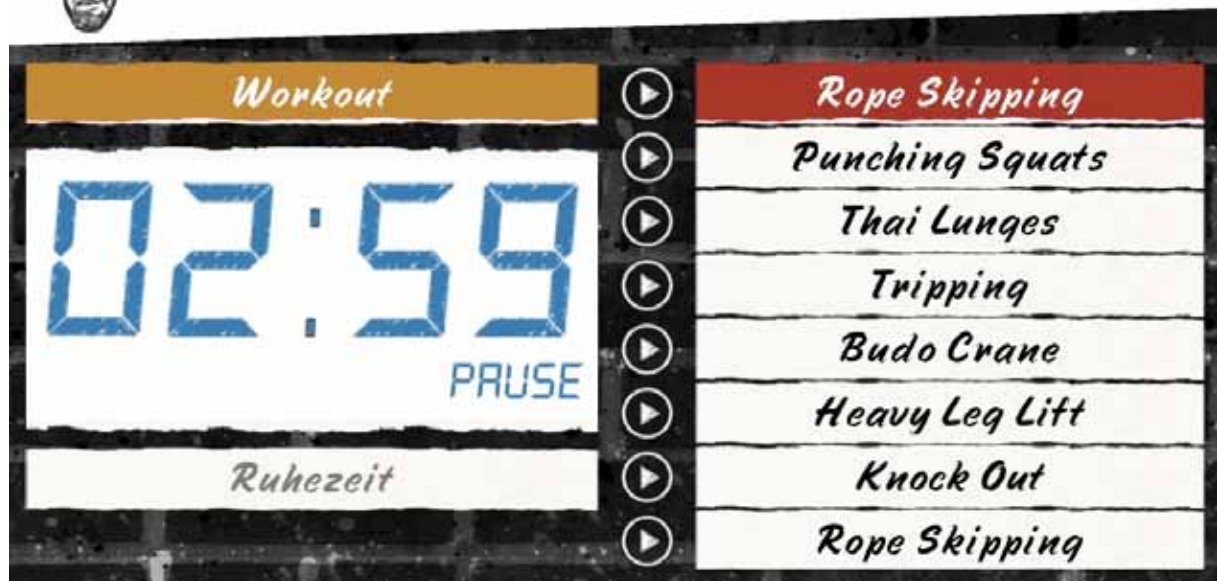 Workout
02:59
PAUSE
Ruhezeit
Rope Skipping
Punching Squats
Thai Lunges
Tripping
Budo Crane
Heavy Leg Lift
Knock Out
Rope Skipping